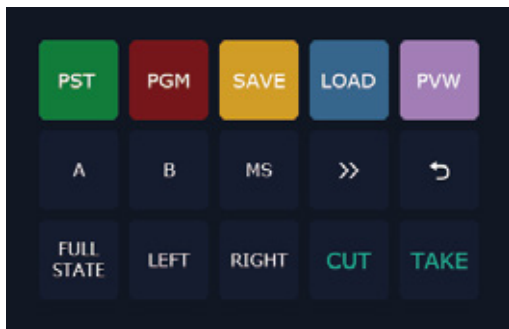 PST PGM SAVE LOAD PVW
A B MS >>
FULL
STATE LEFT RIGHT CUT TAKE